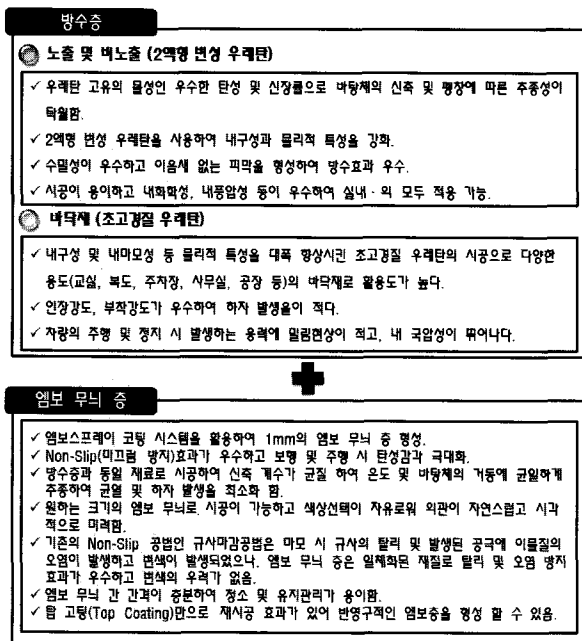 방수층
노출 및 비노출 (2액형 변성 우레탄)
✓ 우레탄 고유의 물성인 우수한 탄성 및 신장률으로 바탕체의 신축 및 팽창에 따른 추종성이
탁월함.
✓ 2액형 변성 우레탄을 사용하여 내구성과 물리적 특성을 강화.
✓ 수밀성이 우수하고 이음새 없는 피막을 형성하여 방수효과 우수.
✓ 시공이 용이하고 내화학성, 내풍압성 등이 우수하여 실내 · 외 모두 적용 가능.
바닥재 (초고경질 우레탄)
✓ 내구성 및 내마모성 등 물리적 특성을 대폭 향상시킨 초고경질 우레탄의 시공으로 다양한
용도(교실, 복도, 주차장, 사무실, 공장 등)의 바닥재로 활용도가 높다.
✓ 인장강도, 부착강도가 우수하여 하자 발생율이 적다.
✓ 차량의 주행 및 정지 시 발생하는 응력에 밀림현상이 적고, 내 국압성이 뛰어나다.
엠보 무늬 층
✓ 엠보스프레이 코팅 시스템을 활용하여 1mm의 엠보 무늬 층 형성.
✓ Non-Slip(미끄럼 방지)효과가 우수하고 보행 및 주행 시 탄성감각 극대화.
✓ 방수층과 동일 재료로 시공하여 신축 계수가 균질 하여 온도 및 바탕체의 거동에 균일하게
추종하여 균열 및 하자 발생을 최소화 함.
✓ 원하는 크기의 엠보 무늬로 시공이 가능하고 색상선택이 자유로워 외관이 자연스럽고 시각
적으로 미려함.
✓ 기존의 Non-Slip 공법인 규사마감공법은 마모 시 규사의 탈리 및 발생된 공극에 이물질의
오염이 발생하고 변색이 발생되었으나. 엠보 무늬 층은 일체화된 재질로 탈리 및 오염 방지
효과가 우수하고 변색의 우려가 없음.
✓ 엠보 무늬 간 간격이 충분하여 청소 및 유지관리가 용이함.
✓ 탑 코팅(Top Coating)만으로 재시공 효과가 있어 반영구적인 엠보층을 형성 할 수 있음.